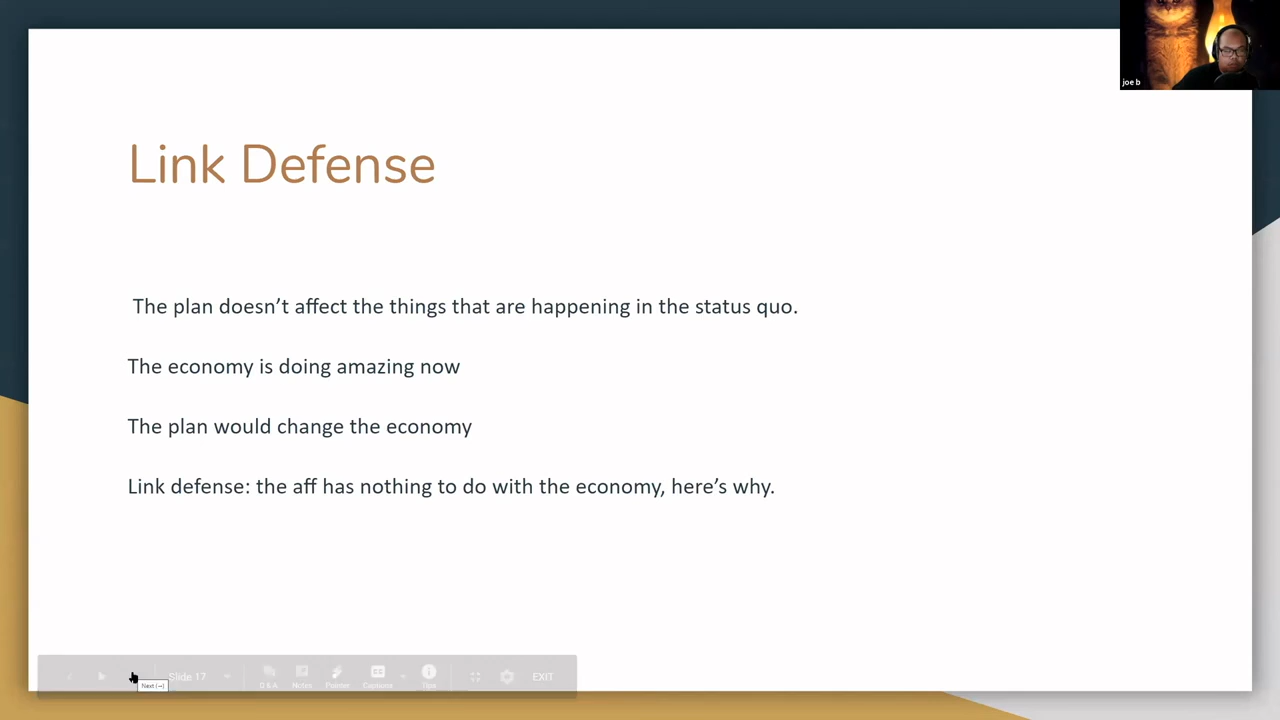 joe b
Link Defense
The plan doesn’t affect the things that are happening in the status quo.
The economy is doing amazing now
The plan would change the economy
Link defense: the aff has nothing to do with the economy, here’s why.
Slide 17
Q & A
Notes
Pointer
Captions
Tips
EXIT
Next (→)